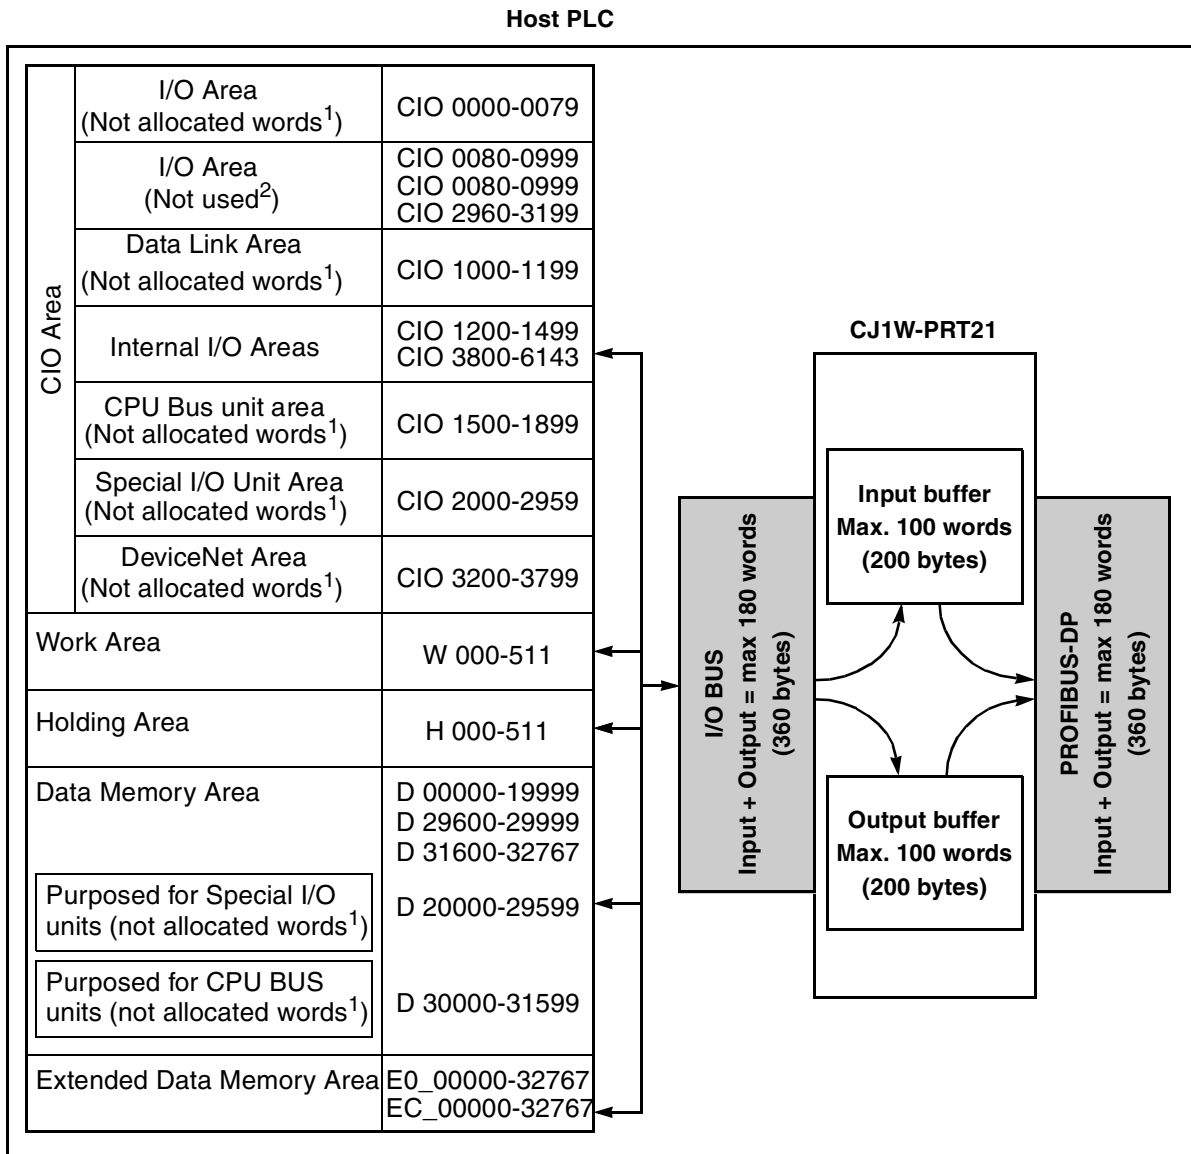 Host PLC
CIO Area
I/O Area
(Not allocated words1)
CIO 0000-0079
I/O Area
(Not used2)
CIO 0080-0999
CIO 0080-0999
CIO 2960-3199
Data Link Area
(Not allocated words1)
CIO 1000-1199
Internal I/O Areas
CIO 1200-1499
CIO 3800-6143
CPU Bus unit area
(Not allocated words1)
CIO 1500-1899
Special I/O Unit Area
(Not allocated words1)
CIO 2000-2959
DeviceNet Area
(Not allocated words1)
CIO 3200-3799
Work Area
W 000-511
Holding Area
H 000-511
Data Memory Area
D 00000-19999
D 29600-29999
D 31600-32767
Purposed for Special I/O
units (not allocated words1)
D 20000-29599
Purposed for CPU BUS
units (not allocated words1)
D 30000-31599
Extended Data Memory Area
E0_00000-32767
EC_00000-32767
CJ1W-PRT21
I/O BUS
Input + Output = max 180 words
(360 bytes)
Input buffer
Max. 100 words
(200 bytes)
Output buffer
Max. 100 words
(200 bytes)
PROFIBUS-DP
Input + Output = max 180 words
(360 bytes)